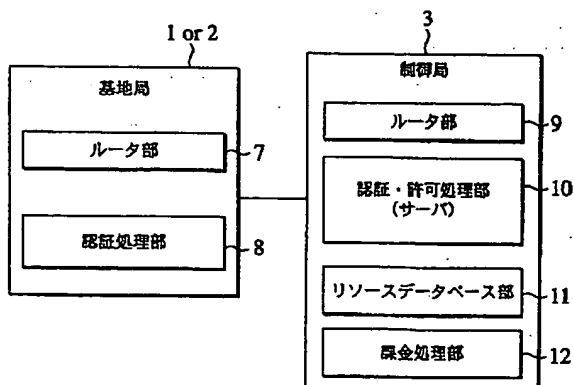 1 or 2
基地局
ルータ部
7
認証処理部
8
3
制御局
ルータ部
9
認証・許可処理部
(サーバ)
10
リソースデータベース部
11
課金処理部
12